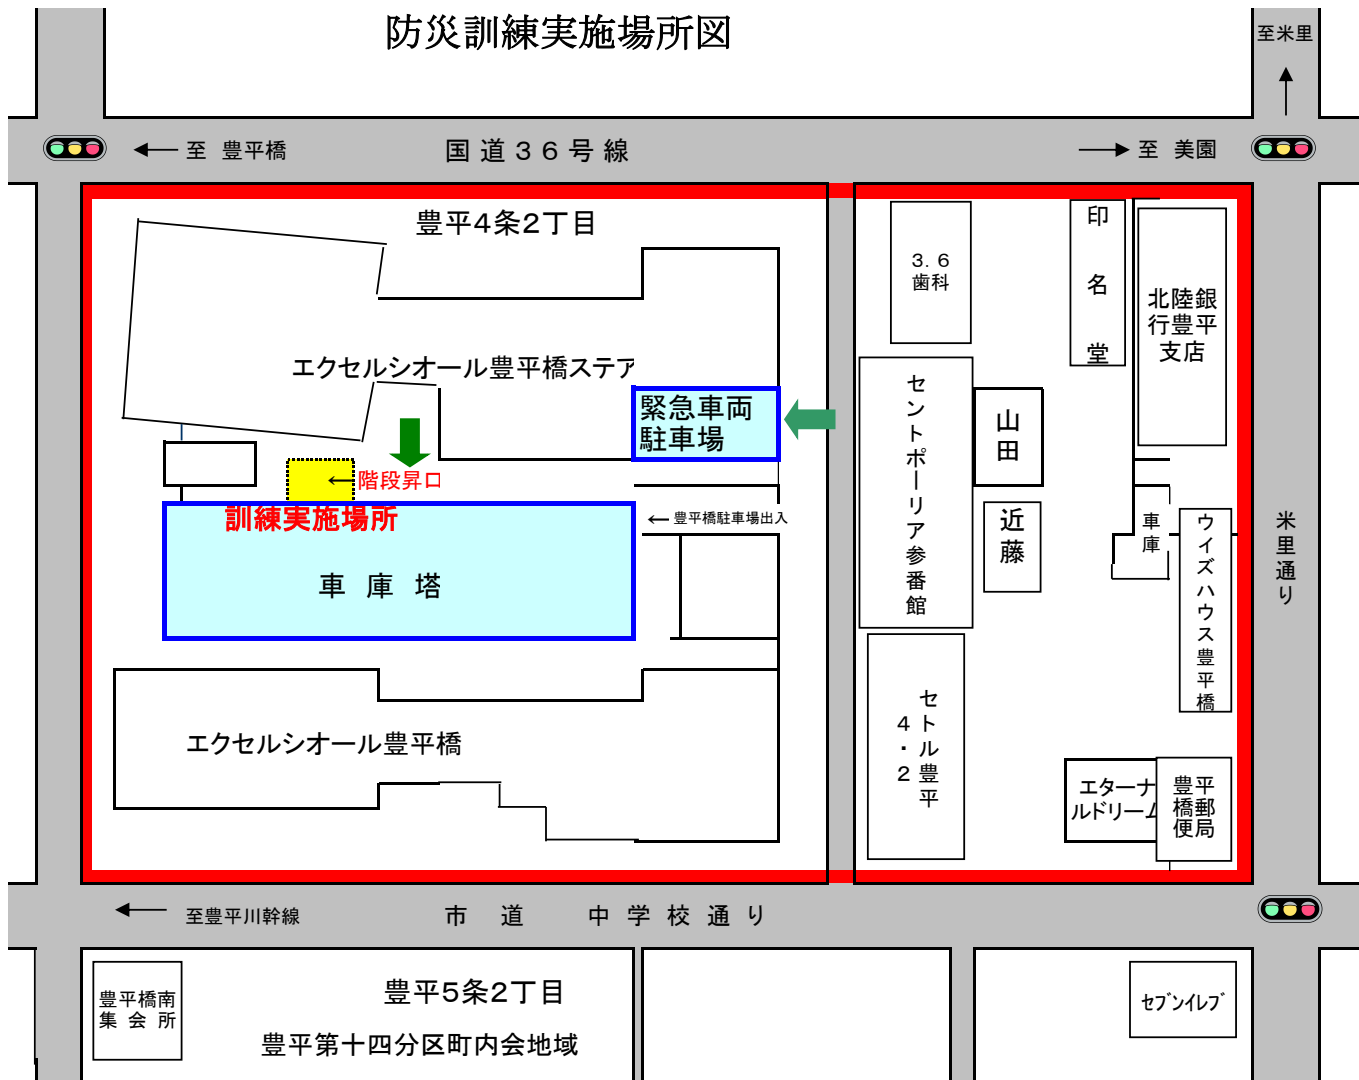 防災訓練実施場所図
至米里
至 豊平橋
国道３６号線
至 美園
豊平4条2丁目
3．6
歯科
印名堂
北陸銀
行豊平
支店
エクセルシオール豊平橋ステア
緊急車両
駐車場
セントポーリア参番館
山田
階段昇口
訓練実施場所
豊平橋駐車場出入
近藤
車庫
ウイズハウス豊平橋
米里通り
車庫塔
セトル豊平
４・２
エクセルシオール豊平橋
エターナ
ルドリーム
豊平
橋郵
便局
至豊平川幹線
市道 中学校通り
豊平橋南
集会所
豊平5条2丁目
豊平第十四分区町内会地域
セブンイレブ